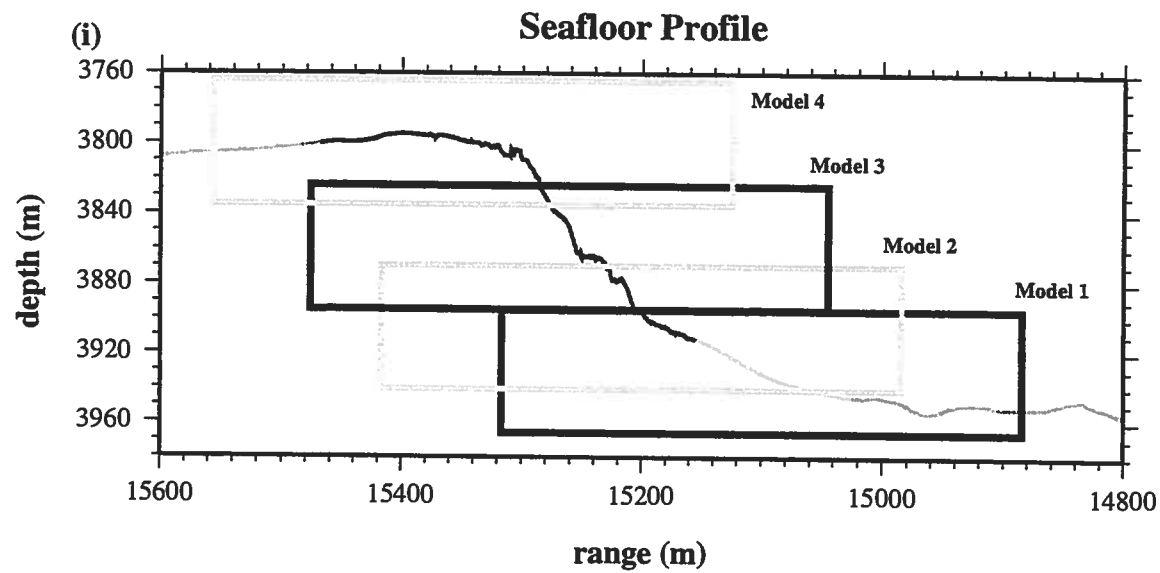 (i)
Seafloor Profile
3760
3800
3840
3880
3920
3960
depth (m)
Model 4
Model 3
Model 2
Model 1
15600
15400
15200
15000
14800
range (m)